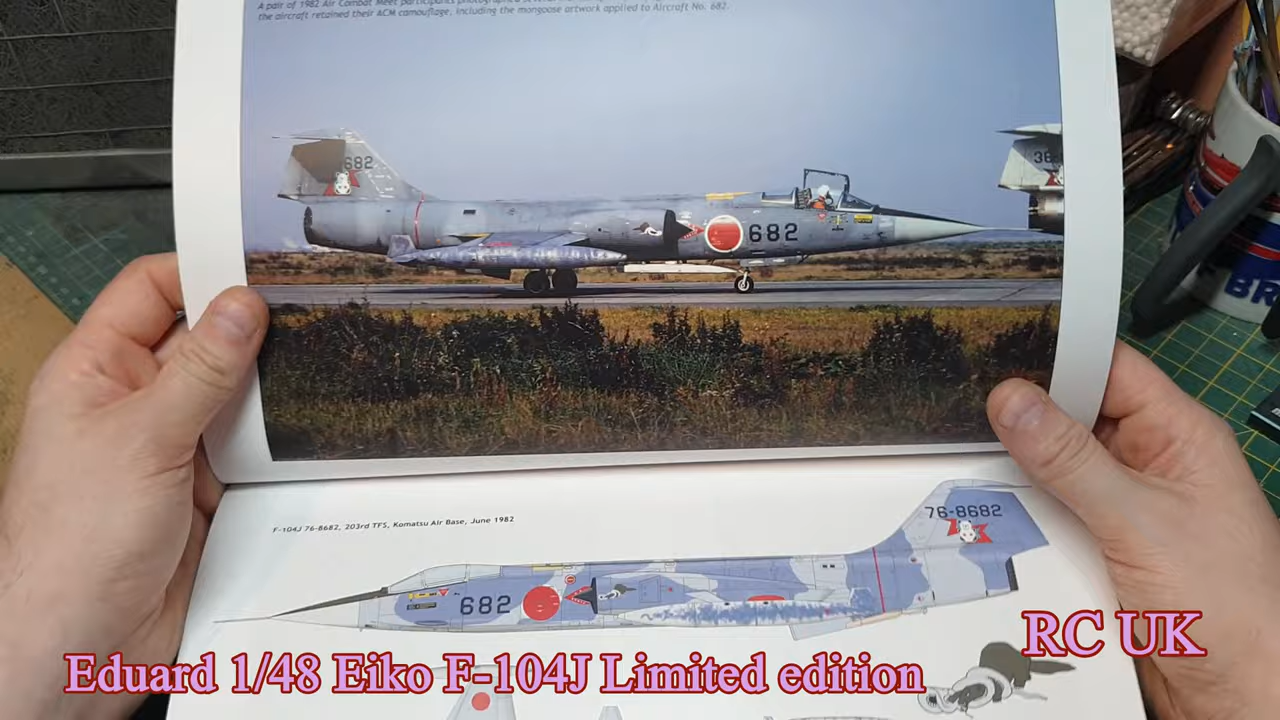 A pair of 1982 Air Combat Meet participants photographed
the aircraft retained their ACM camouflage, including the mongoose artwork applied to Aircraft No. 682.
682
36
682
F-104J 76-8682, 203rd TFS, Komatsu Air Base, June 1982
76-8682
682
BR
RC UK
Eduard 1/48 Eiko F-104J Limited edition